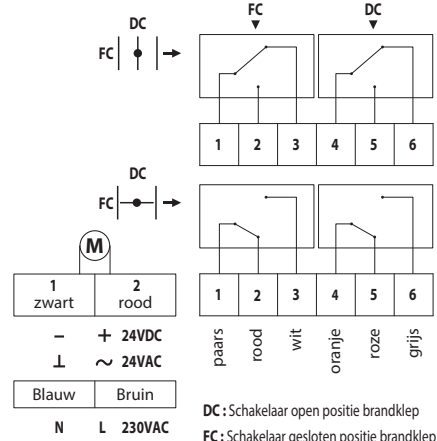 FC DC
DC
FC
1 2 3 4 5 6
DC
FC
M
1 2
zwart rood
1 2 3 4 5 6
paars rood wit oranje roze grijs
– + 24VDC
⊥ ~ 24VAC
Blauw Bruin
N L 230VAC
DC : Schakelaar open positie brandklep
FC : Schakelaar gesloten positie brandklep